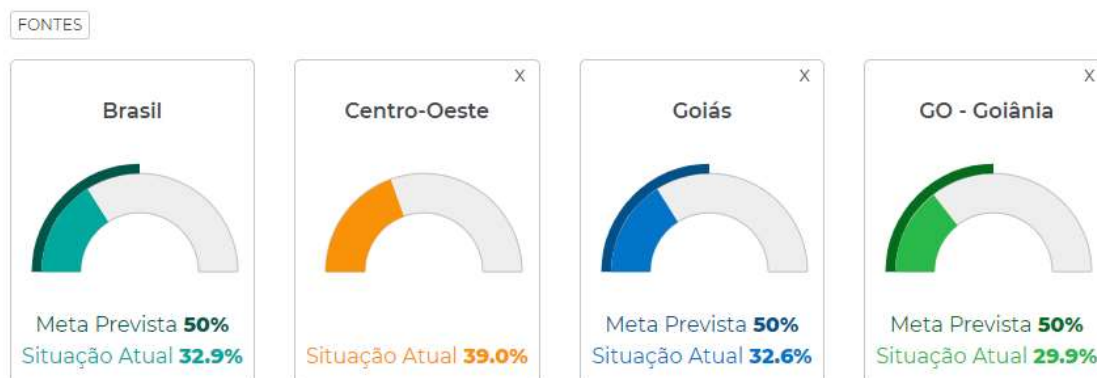 FONTES
X
X
X
Brasil
Centro-Oeste
Goiás
GO - Goiânia
Meta Prevista 50%
Situação Atual 32.9%
Situação Atual 39.0%
Meta Prevista 50%
Situação Atual 32.6%
Meta Prevista 50%
Situação Atual 29.9%